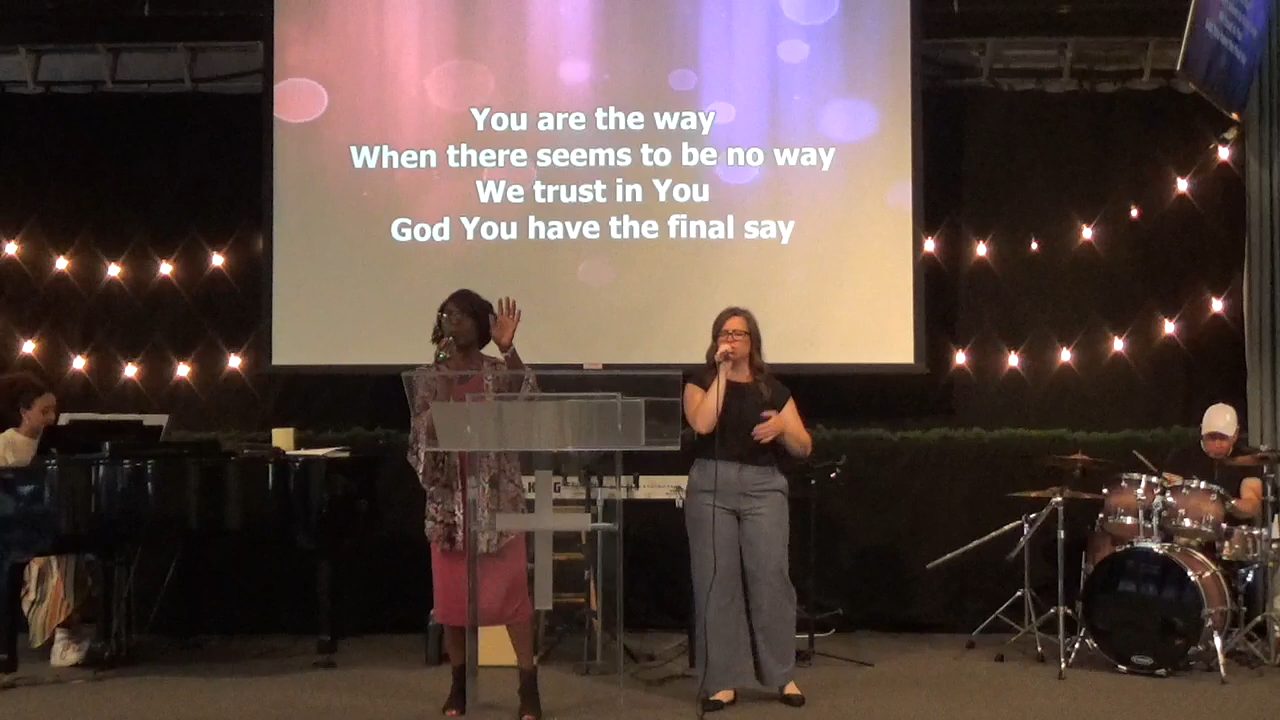 You are the way
When there seems to be no way
We trust in You
God You have the final say